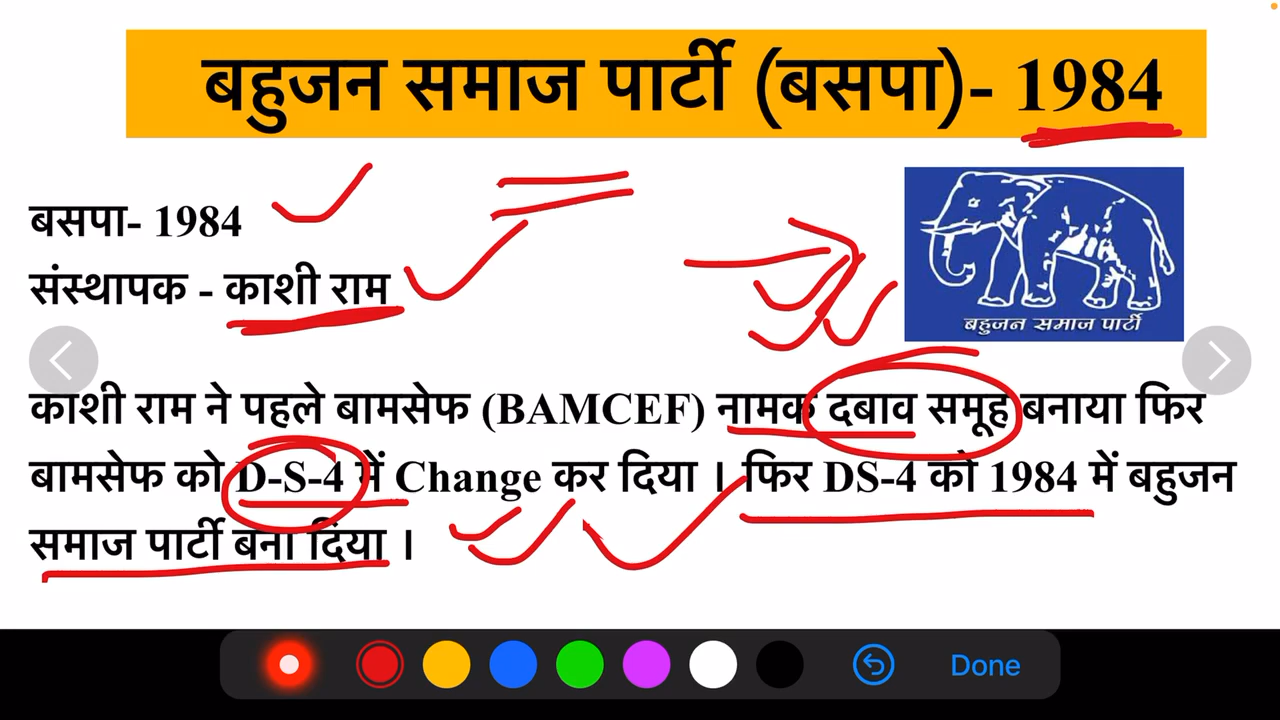 बहुजन समाज पार्टी (बसपा)- 1984
बसपा- 1984
संस्थापक - काशी राम
बहुजन समाज पार्टी
काशी राम ने पहले बामसेफ (BAMCEF) नामक दबाव समूह बनाया फिर
बामसेफ को D-S-4 में Change कर दिया । फिर DS-4 को 1984 में बहुजन
समाज पार्टी बना दिया ।
Done